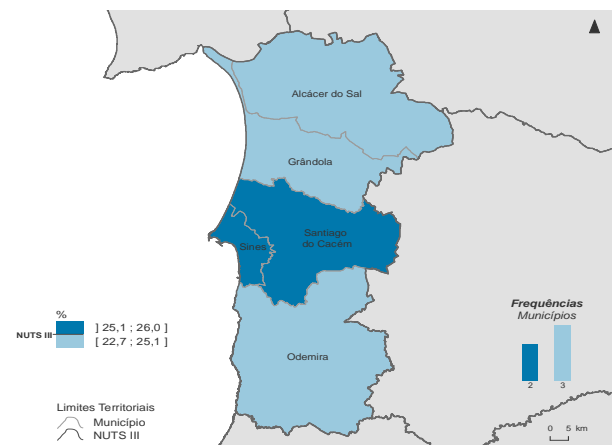 Alcácer do Sal
Grândola
Santiago
do Cacém
Sines
Odemira
%
NUTS III
] 25,1 ; 26,0 ]
[ 22,7 ; 25,1 ]
Limites Territoriais
Município
NUTS III
Frequências
Municípios
2 3
0 5 km